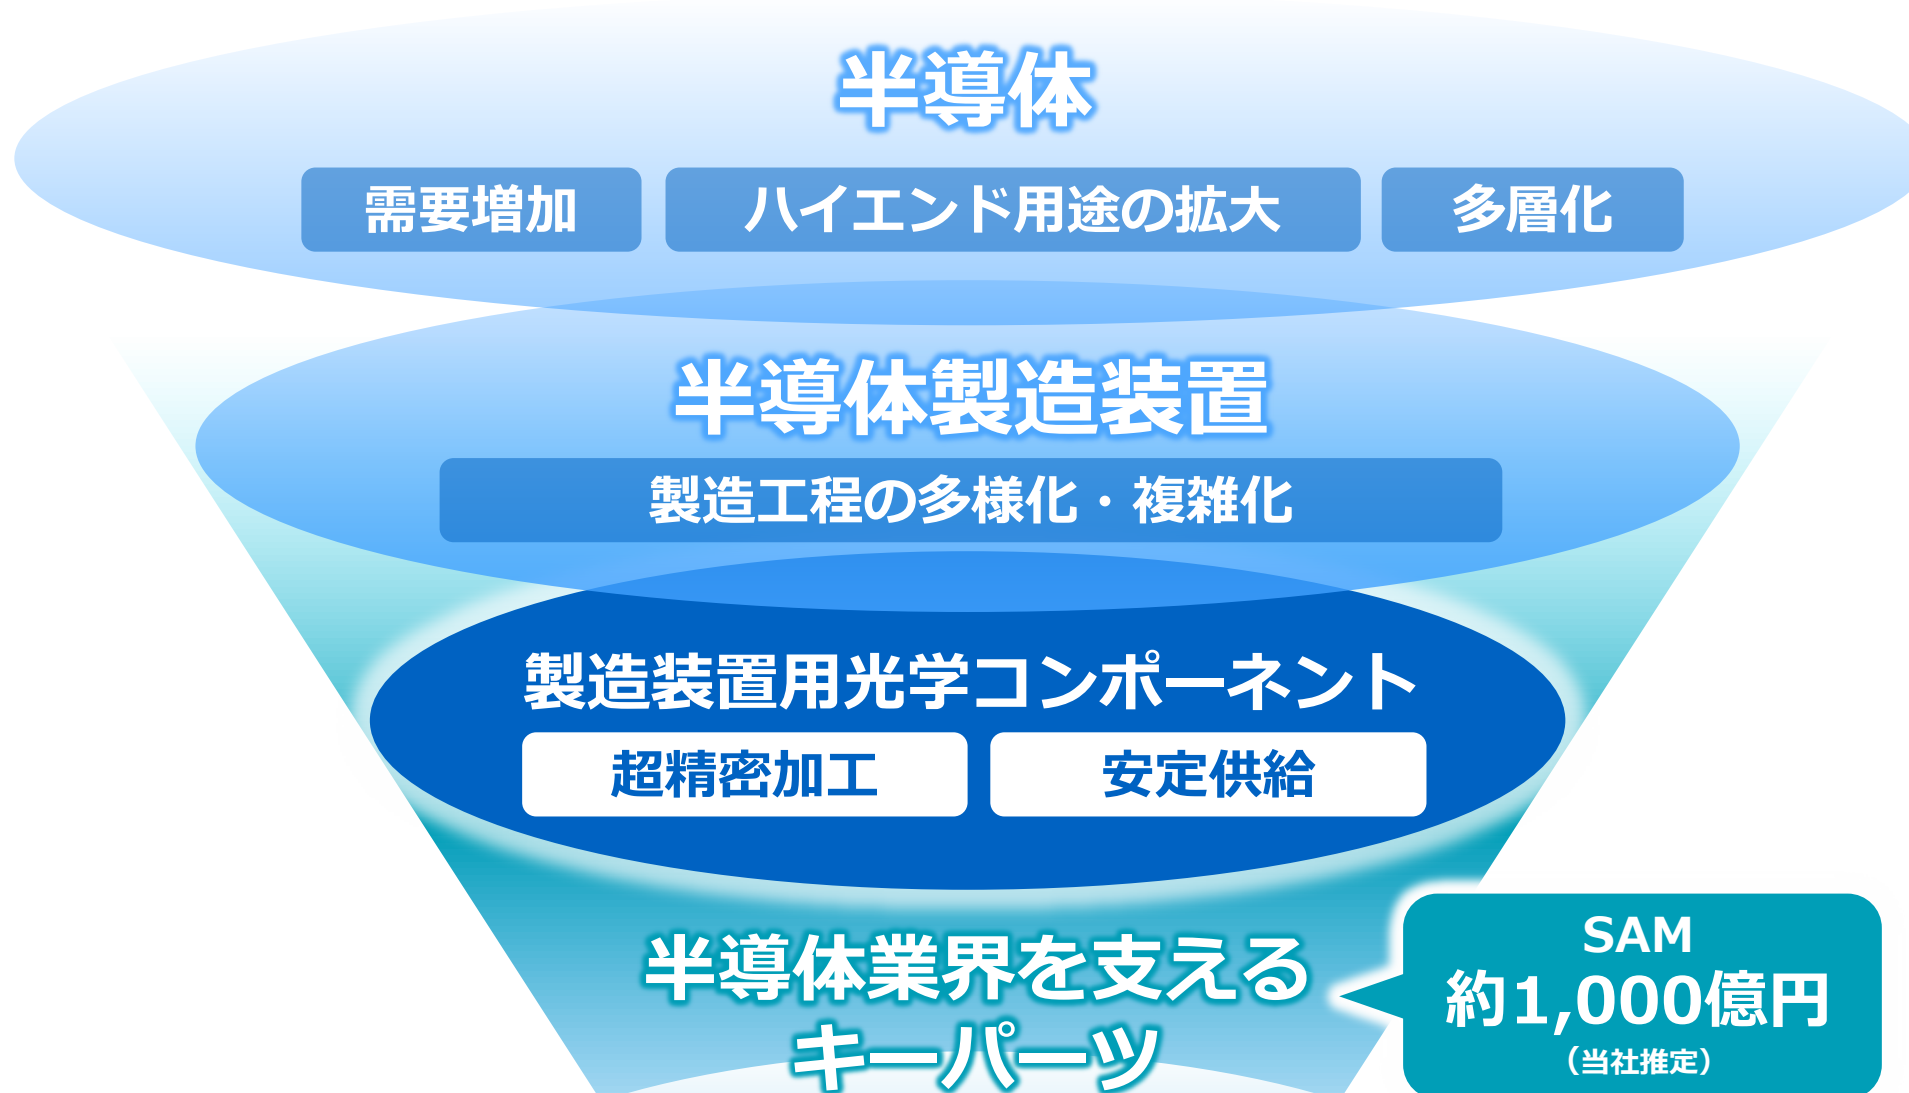 半導体
需要増加
ハイエンド用途の拡大
多層化
半導体製造装置
製造工程の多様化・複雑化
製造装置用光学コンポーネント
超精密加工
安定供給
半導体業界を支える
キーパーツ
SAM
約1,000億円
（当社推定）